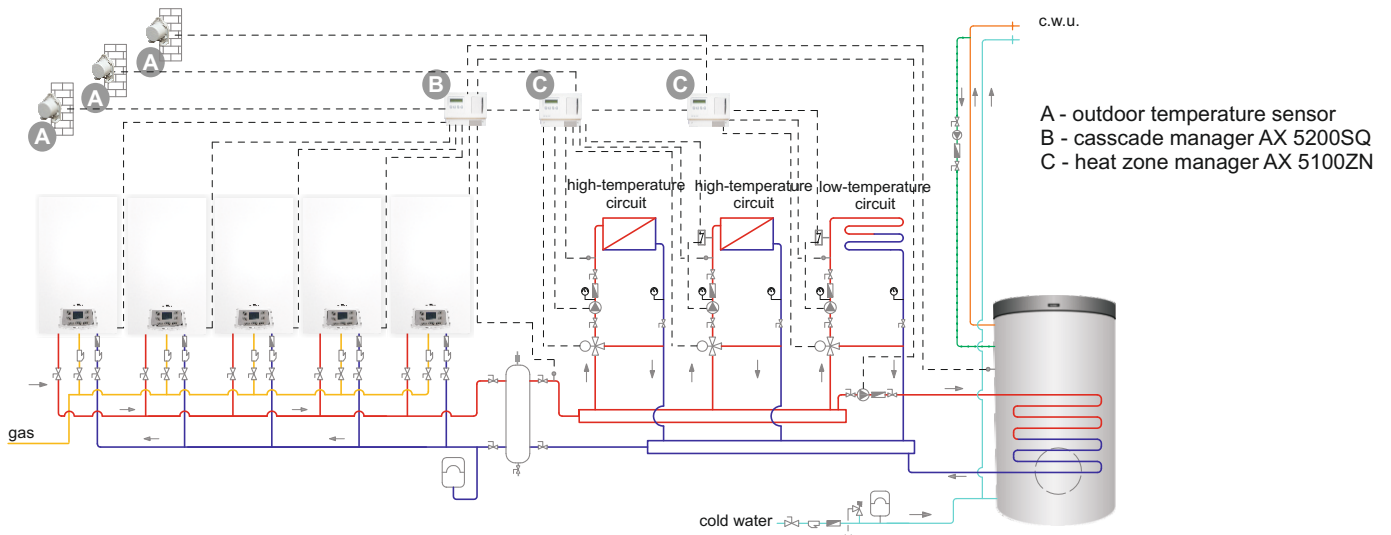 c.w.u.
A
A
A
B
C
C
A - outdoor temperature sensor
B - casscade manager AX 5200SQ
C - heat zone manager AX 5100ZN
high-temperature
circuit
high-temperature
circuit
low-temperature
circuit
gas
cold water